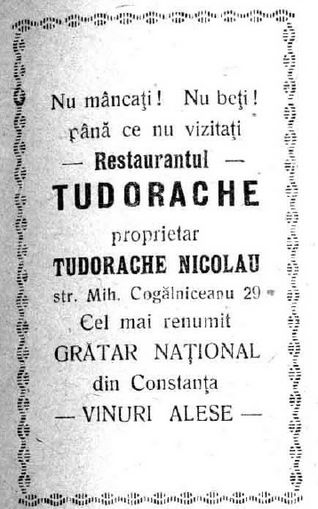 Nu mâncaţi! Nu beţi!
până ce nu vizitaţi
— Restaurantul —
TUDORACHE
proprietar
TUDORACHE NICOLAU
str. Mih. Cogălniceanu 29
Cel mai renumit
GRĂTAR NAŢIONAL
din Constanţa
— VINURI ALESE —